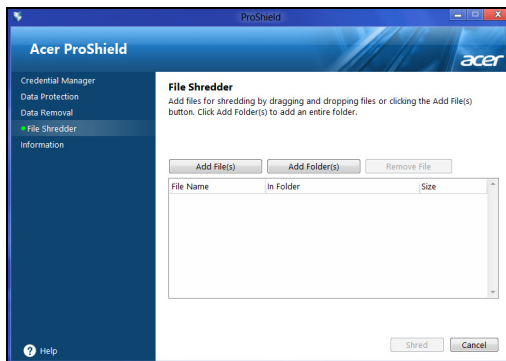 ProShield
Acer ProShield
acer
Credential Manager
Data Protection
Data Removal
File Shredder
Information
File Shredder
Add files for shredding by dragging and dropping files or clicking the Add File(s)
button. Click Add Folder(s) to add an entire folder.
Add File(s) Add Folder(s) Remove File
File Name In Folder Size
Shred Cancel
? Help